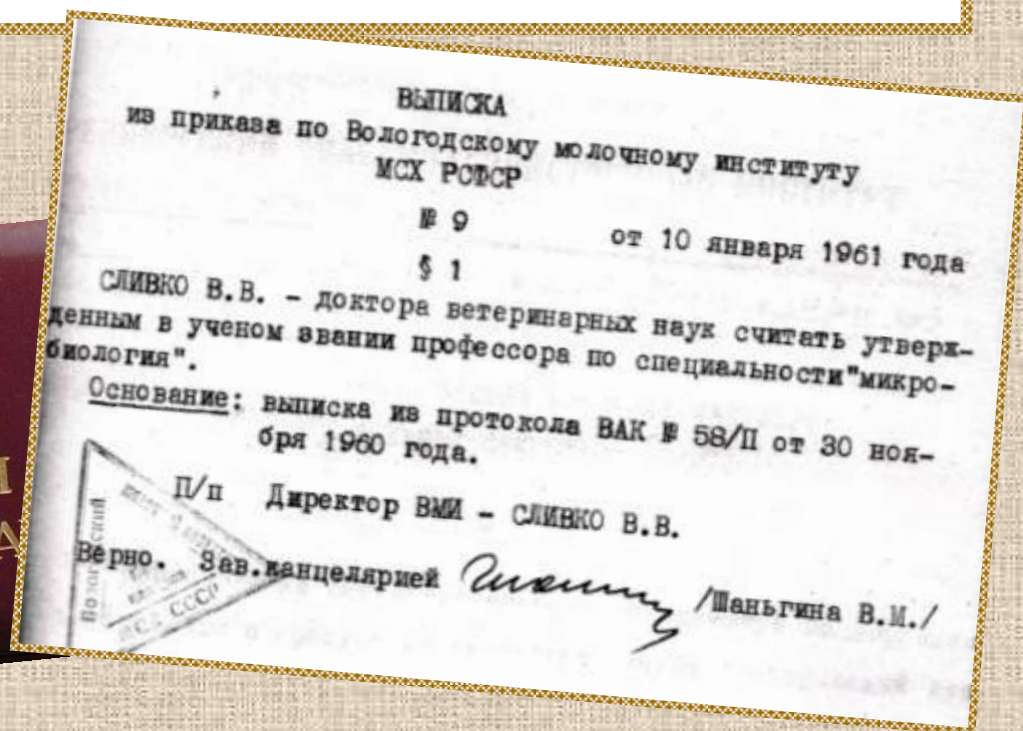 ВЫПИСКА
из приказа по Вологодскому молочному институту
МСХ РСФСР
№ 9 от 10 января 1961 года
§ 1
СЛИВКО В.В. - доктора ветеринарных наук считать утверж-
денным в ученом звании профессора по специальности"микро-
биология".
Основание: выписка из протокола ВАК № 58/П от 30 ноя-
бря 1960 года.
П/п Директор ВМИ - СЛИВКО В.В.
Верно. Зав.канцелярией /Шаньгина В.М./
СССР